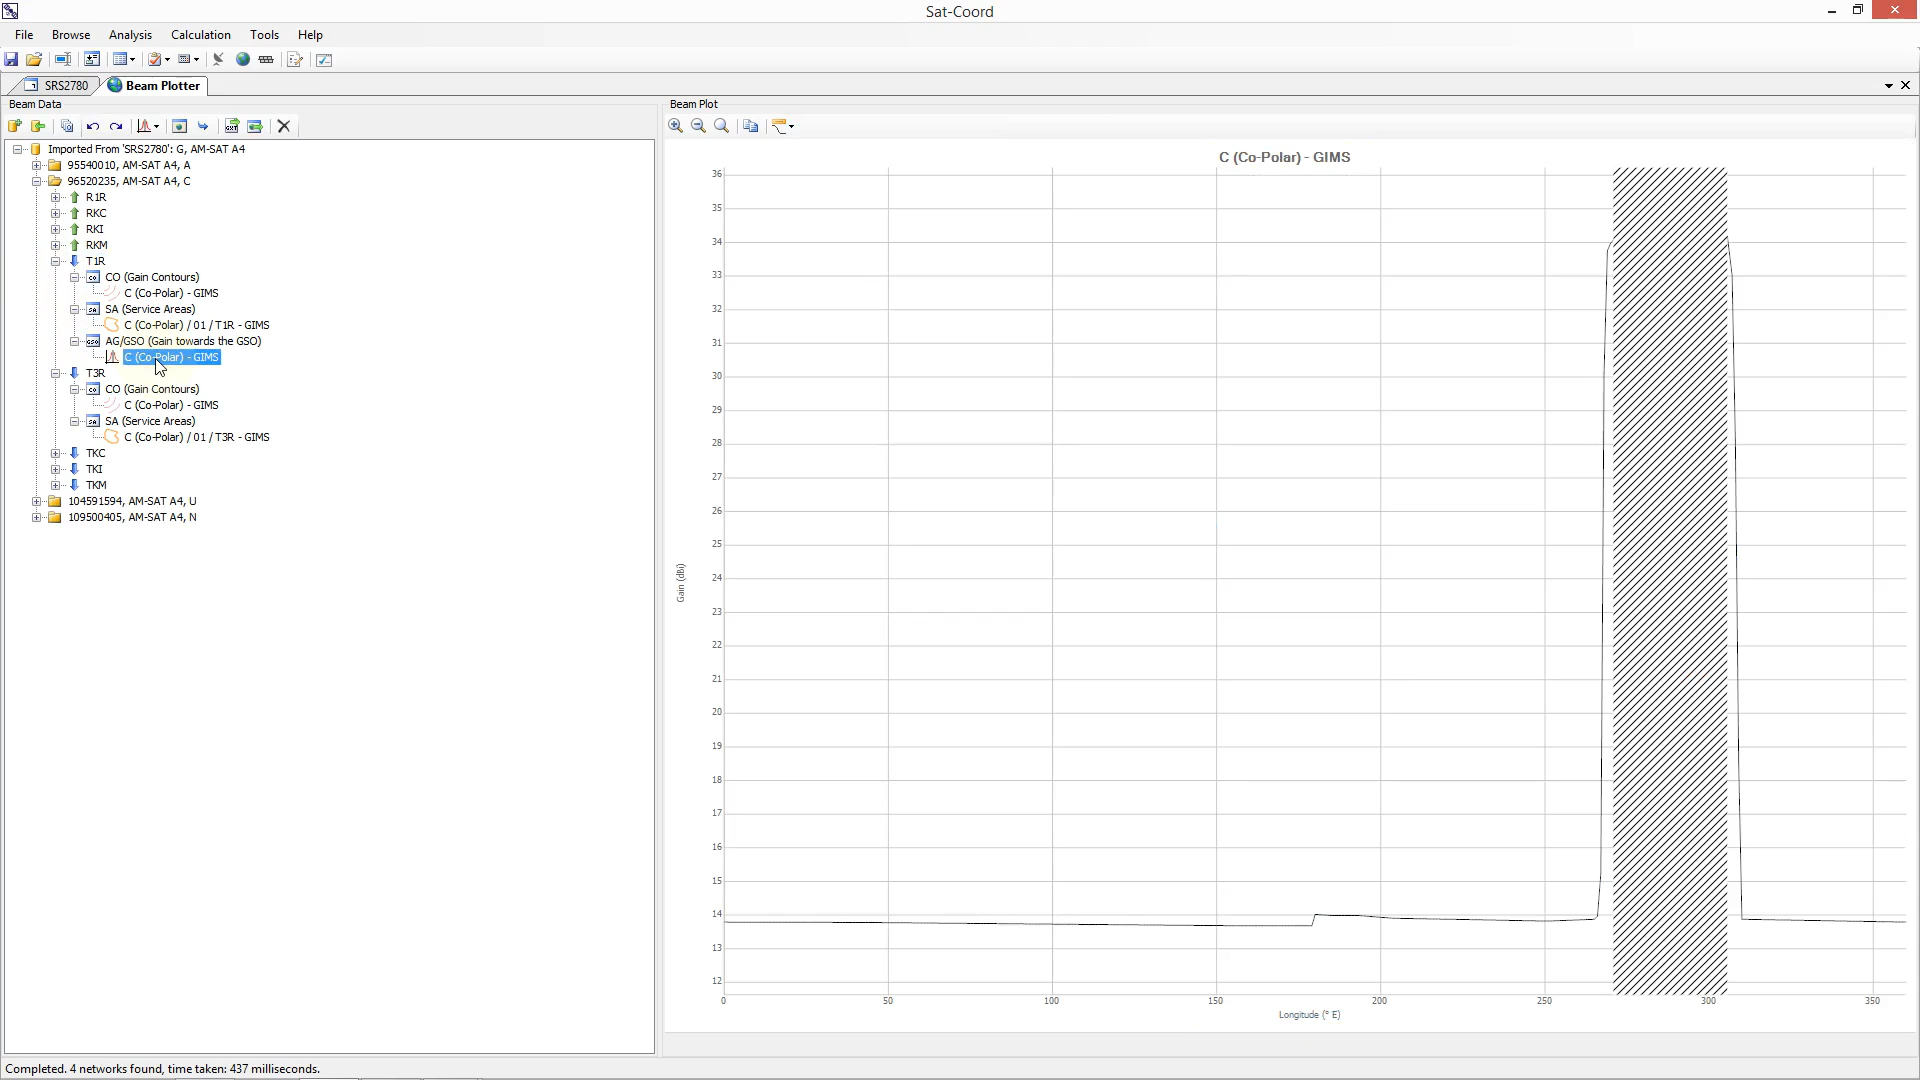 Sat-Coord
File Browse Analysis Calculation Tools Help
SRS2780 Beam Plotter
Beam Data
Beam Plot
Imported From 'SRS2780': G, AM-SAT A4
95540010, AM-SAT A4, A
96520235, AM-SAT A4, C
R1R
RKC
RKI
RKM
T1R
CO (Gain Contours)
C (Co-Polar) - GIMS
SA (Service Areas)
C (Co-Polar) / 01 / T1R - GIMS
AG/GSO (Gain towards the GSO)
C (Co-Polar) - GIMS
T3R
CO (Gain Contours)
C (Co-Polar) - GIMS
SA (Service Areas)
C (Co-Polar) / 01 / T3R - GIMS
TKC
TKI
TKM
104591594, AM-SAT A4, U
109500405, AM-SAT A4, N
C (Co-Polar) - GIMS
36
35
34
33
32
31
30
29
28
27
26
25
24
23
22
21
20
19
18
17
16
15
14
13
12
Gain (dBi)
0 50 100 150 200 250 300 350
Longitude (° E)
Completed. 4 networks found, time taken: 437 milliseconds.